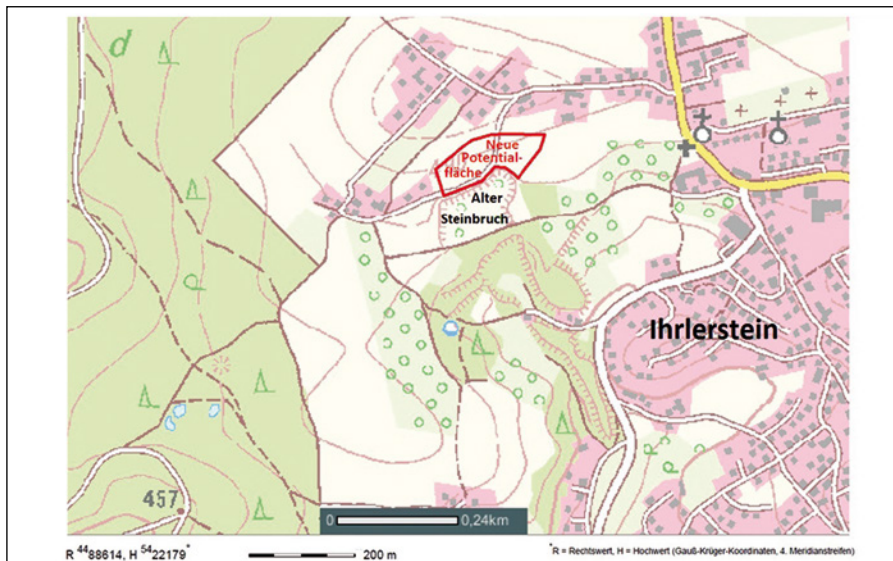 d
Neue
Potential-
fläche
Alter
Steinbruch
Ihrlerstein
457
0 0,24km
R ⁴⁴88614, H ⁵⁴22179*
200 m
*R = Rechtswert, H = Hochwert (Gauß-Krüger-Koordinaten, 4. Meridianstreifen)